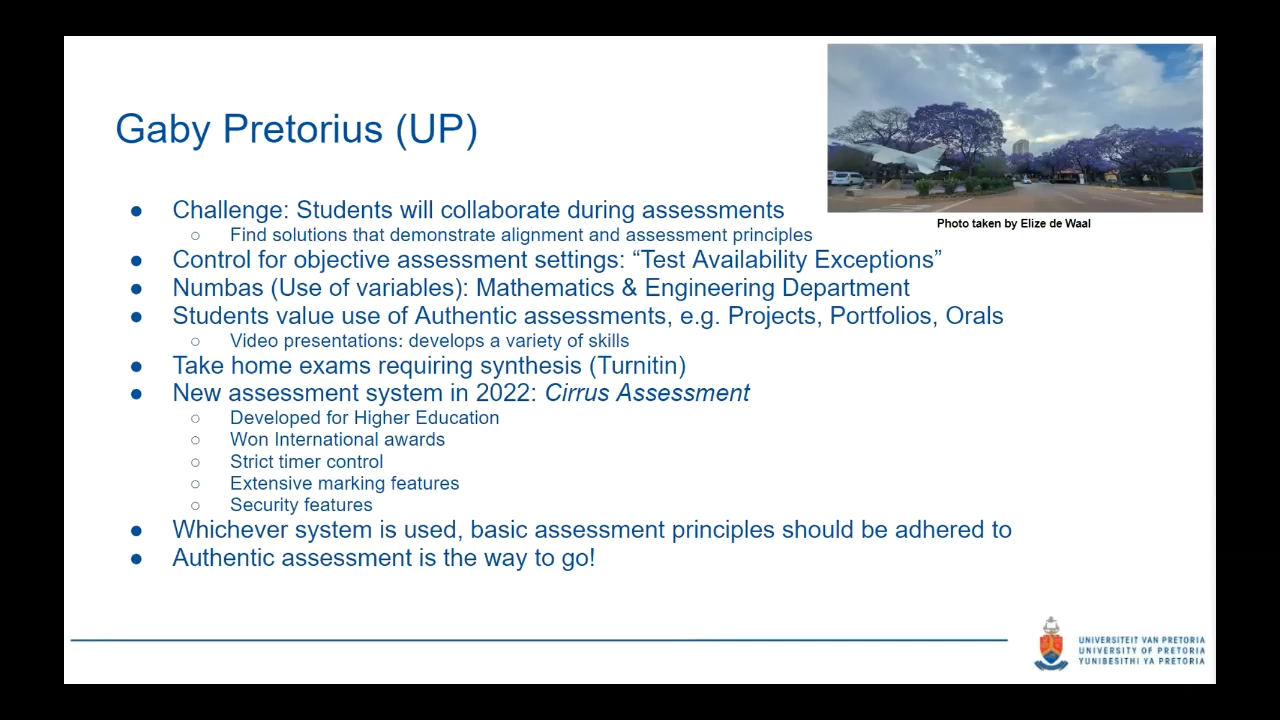 Gaby Pretorius (UP)
Photo taken by Elize de Waal
● Challenge: Students will collaborate during assessments
○ Find solutions that demonstrate alignment and assessment principles
● Control for objective assessment settings: “Test Availability Exceptions”
● Numbas (Use of variables): Mathematics & Engineering Department
● Students value use of Authentic assessments, e.g. Projects, Portfolios, Orals
○ Video presentations: develops a variety of skills
● Take home exams requiring synthesis (Turnitin)
● New assessment system in 2022: Cirrus Assessment
○ Developed for Higher Education
○ Won International awards
○ Strict timer control
○ Extensive marking features
○ Security features
● Whichever system is used, basic assessment principles should be adhered to
● Authentic assessment is the way to go!
UNIVERSITEIT VAN PRETORIA
UNIVERSITY OF PRETORIA
YUNIBESITHI YA PRETORIA